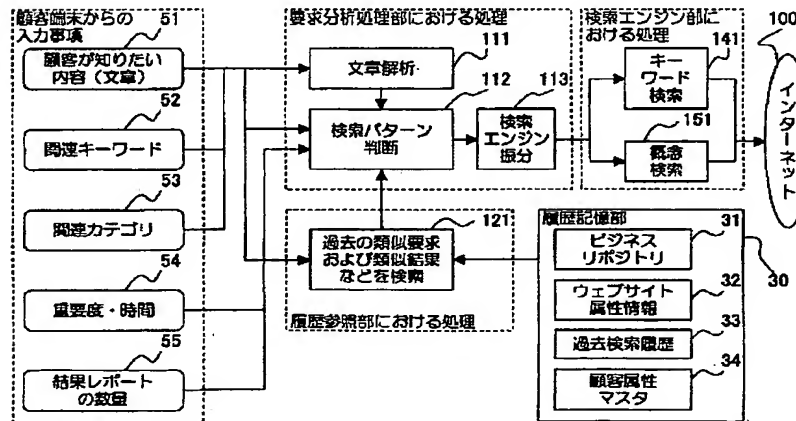 顧客端末からの
入力事項
51
顧客が知りたい
内容（文章）
52
関連キーワード
53
関連カテゴリ
54
重要度・時間
55
結果レポート
の数量
要求分析処理部における処理
111
文章解析
112
検索パターン
判断
113
検索
エンジン
振分
121
過去の類似要求
および類似結果
などを検索
履歴参照部における処理
検索エンジン部に
おける処理
141
キー
ワード
検索
151
概念
検索
100
インターネット
履歴記憶部
30
31
ビジネス
リポジトリ
32
ウェブサイト
属性情報
33
過去検索履歴
34
顧客属性
マスタ